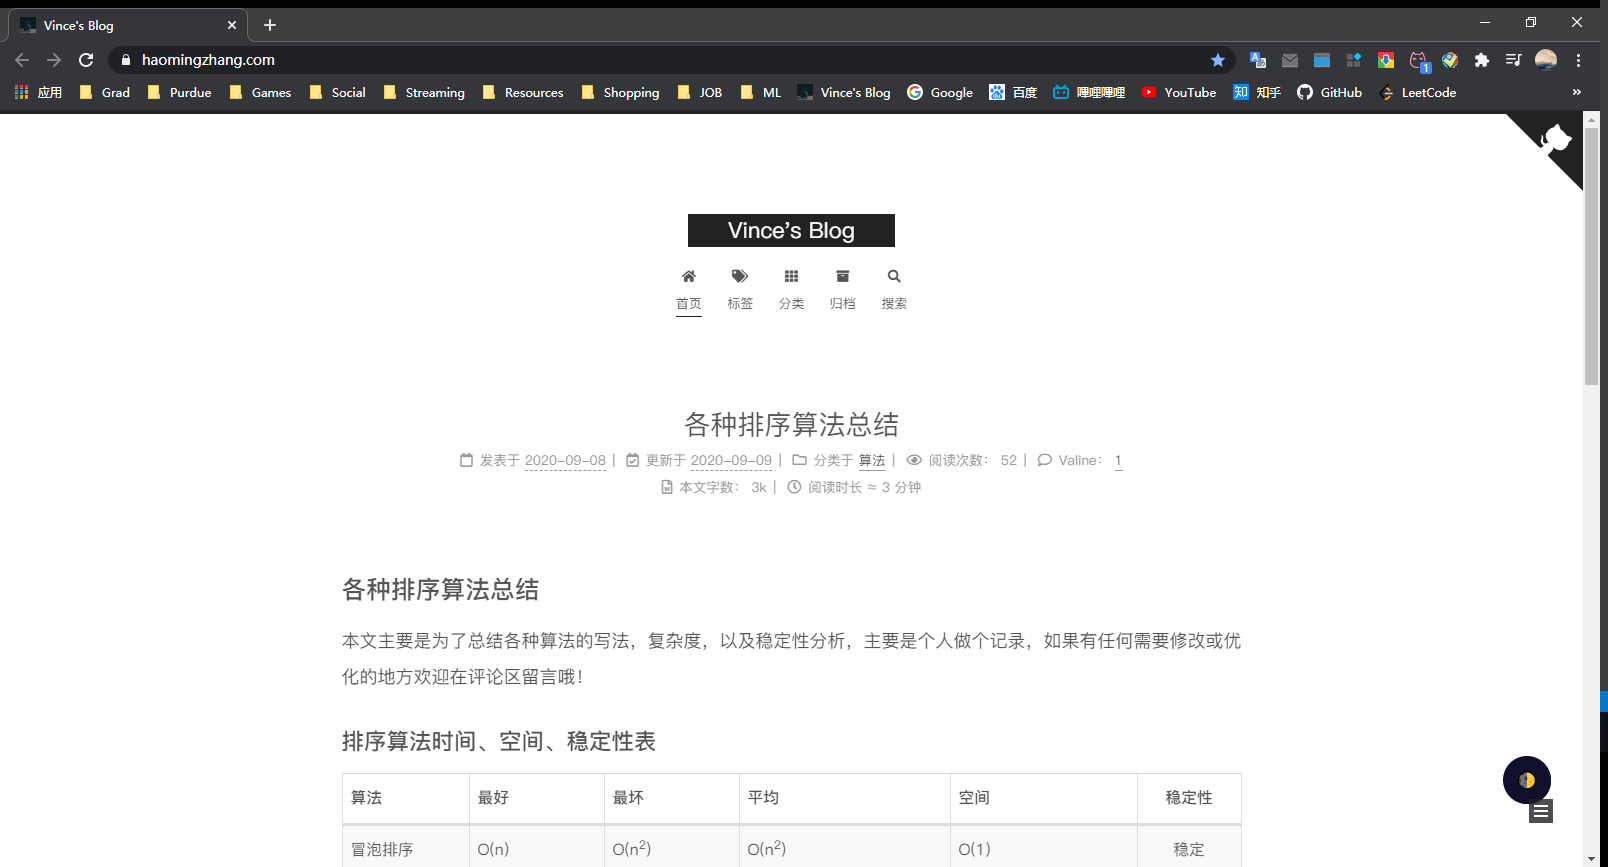 Vince's Blog
haomingzhang.com
应用 Grad Purdue Games Social Streaming Resources Shopping JOB ML Vince's Blog Google 百度 哔哩哔哩 YouTube 知 知乎 GitHub LeetCode »
1
Vince's Blog
首页 标签 分类 归档 搜索
各种排序算法总结
发表于 2020-09-08 | 更新于 2020-09-09 | 分类于 算法 | 阅读次数： 52 | Valine： 1
本文字数： 3k | 阅读时长 ≈ 3 分钟
各种排序算法总结
本文主要是为了总结各种算法的写法，复杂度，以及稳定性分析，主要是个人做个记录，如果有任何需要修改或优
化的地方欢迎在评论区留言哦！
排序算法时间、空间、稳定性表
算法 最好 最坏 平均 空间 稳定性
冒泡排序 O(n) O(n²) O(n²) O(1) 稳定